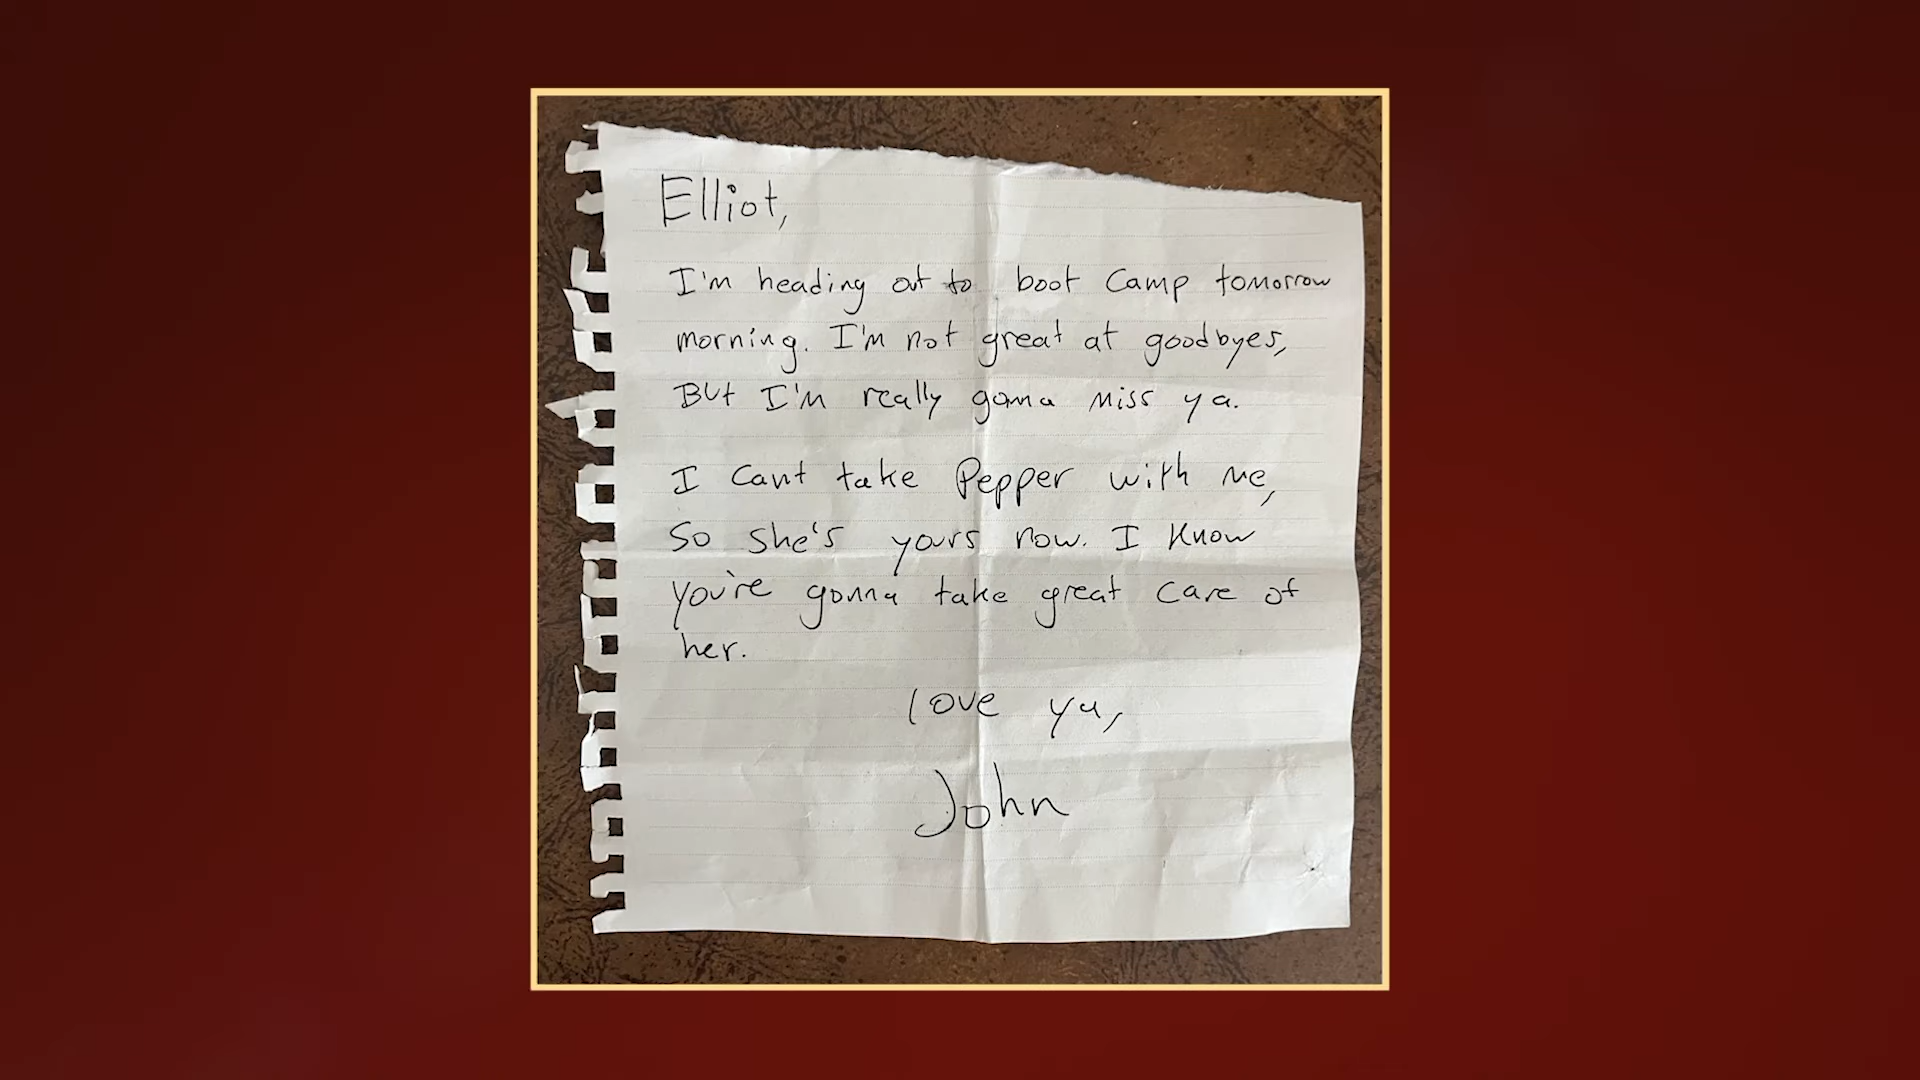 Elliot,
I'm heading out to boot Camp tomorrow
morning. I'm not great at goodbyes,
But I'm really gonna miss ya.
I Cant take Pepper with me,
So she's yours now. I know
you're gonna take great care of
her.
love ya,
John